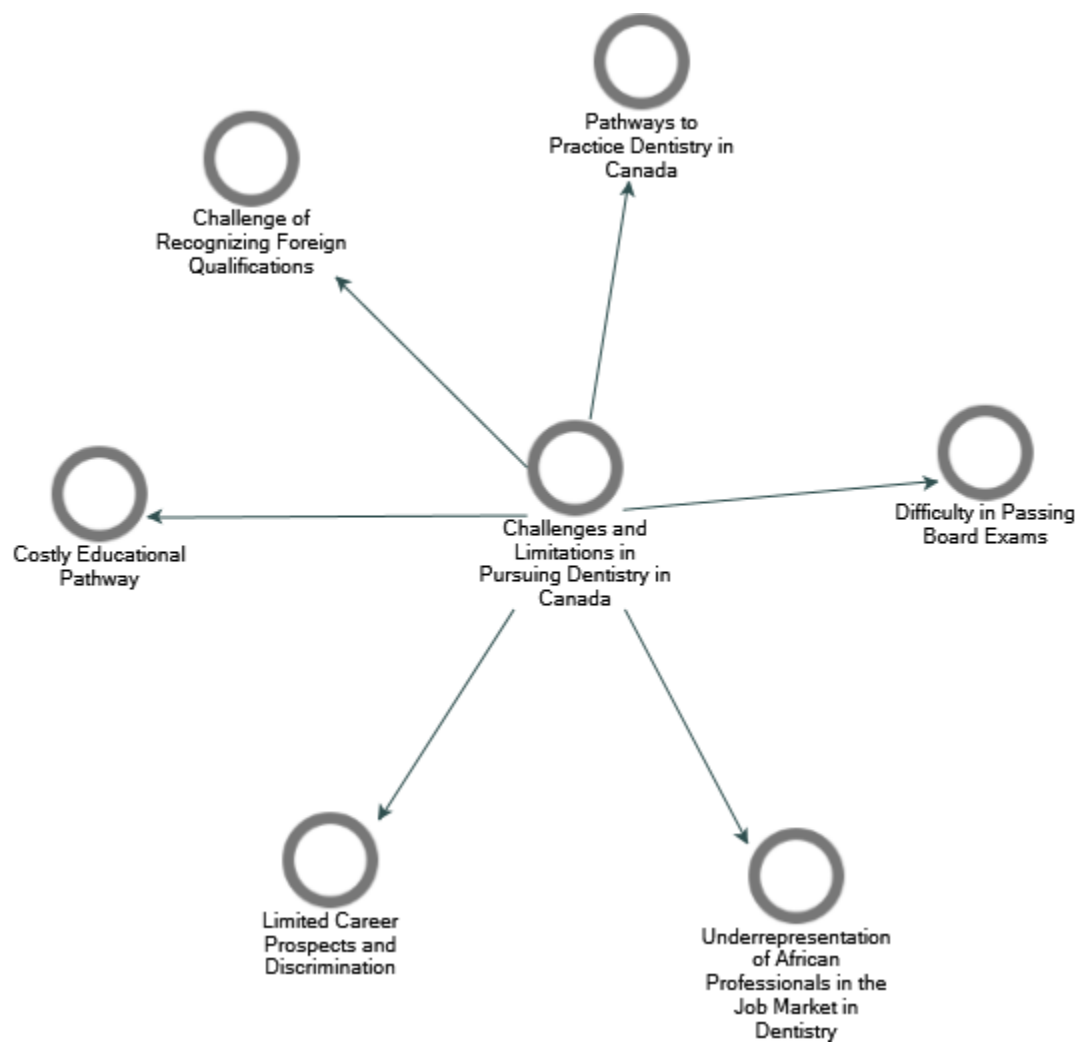 Pathways to
Practice Dentistry in
Canada
Challenge of
Recognizing Foreign
Qualifications
Difficulty in Passing
Board Exams
Challenges and
Limitations in
Pursuing Dentistry in
Canada
Costly Educational
Pathway
Limited Career
Prospects and
Discrimination
Underrepresentation
of African
Professionals in the
Job Market in
Dentistry